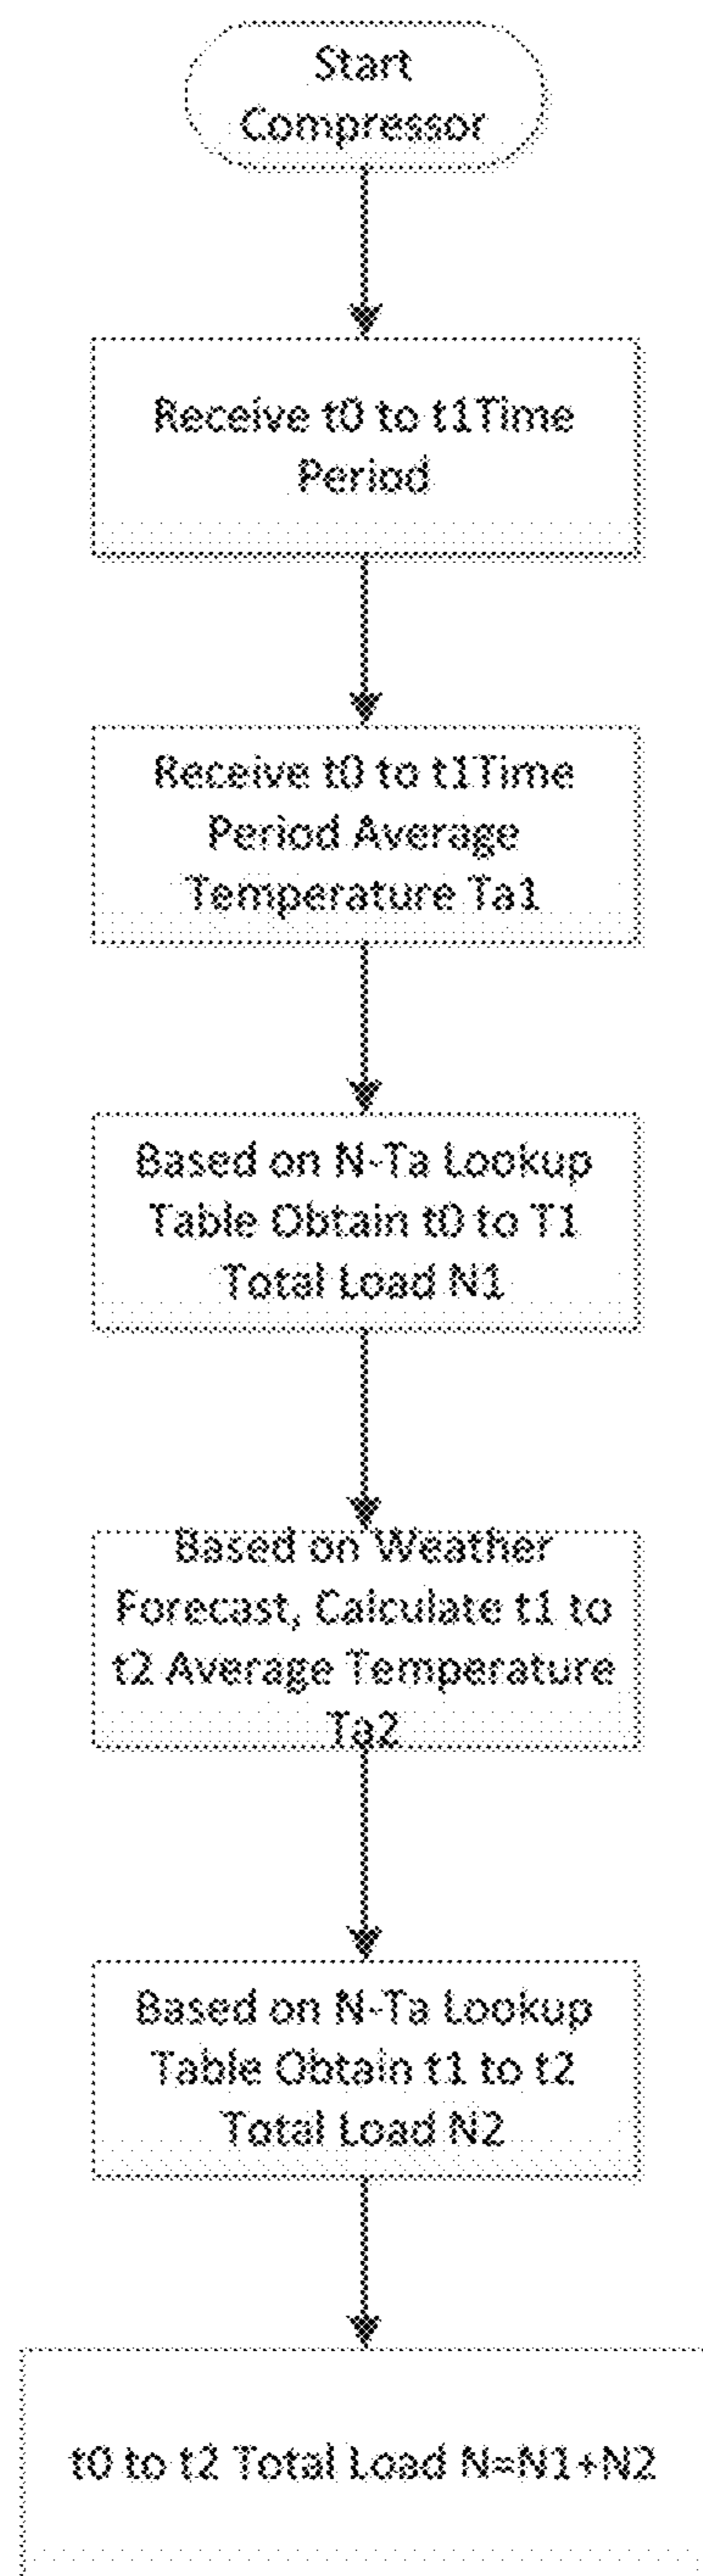 Start
Compressor
Receive t0 to t1Time
Period
Receive t0 to t1Time
Period Average
Temperature Ta1
Based on N-Ta Lookup
Table Obtain t0 to T1
Total Load N1
Based on Weather
Forecast, Calculate t1 to
t2 Average Temperature
Ta2
Based on N-Ta Lookup
Table Obtain t1 to t2
Total Load N2
t0 to t2 Total Load N=N1+N2